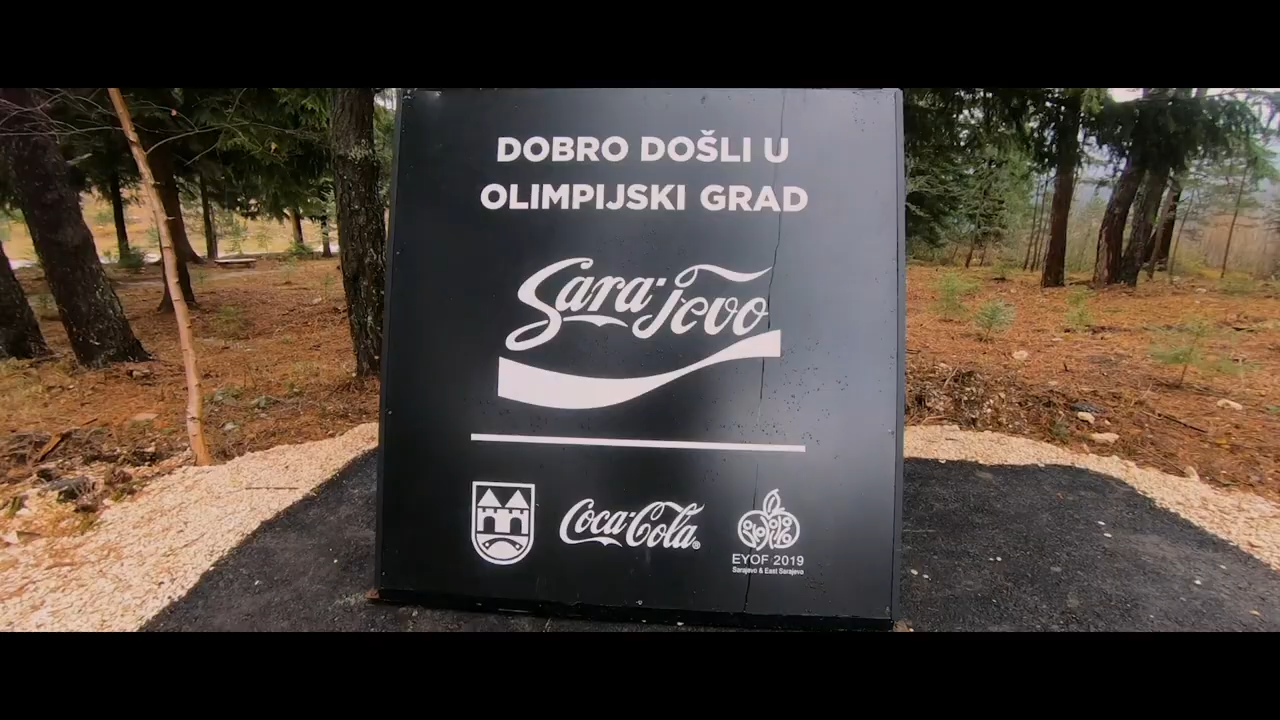 DOBRO DOŠLI U
OLIMPIJSKI GRAD
Sarajevo
Coca-Cola®
EYOF 2019
Sarajevo & East Sarajevo